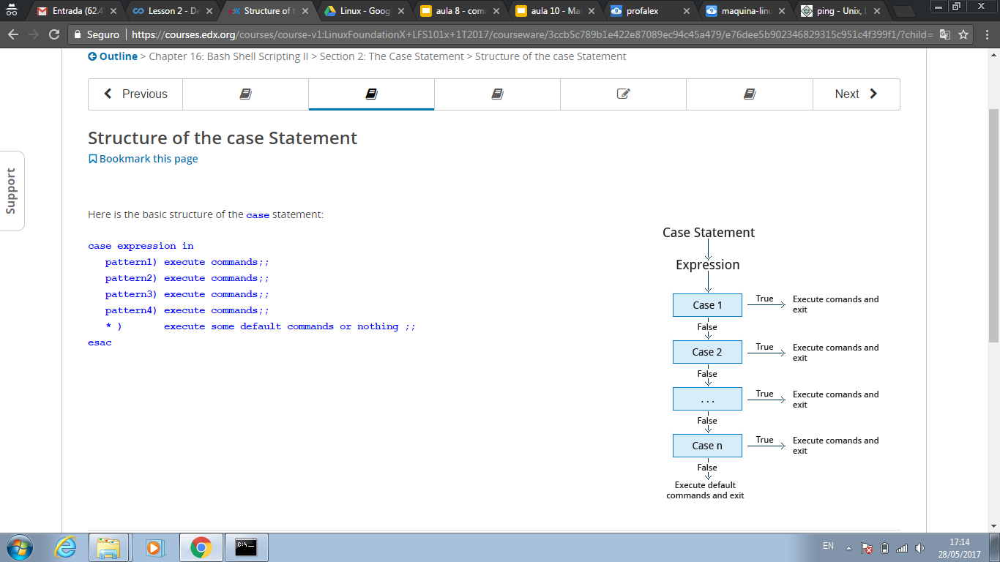 Entrada (62.4
Lesson 2 - De
Structure of t
Linux - Goog
aula 8 - com
aula 10 - Ma
profalex
maquina-linu
ping - Unix, L
Seguro
https://courses.edx.org/courses/course-v1:LinuxFoundationX+LFS101x+1T2017/courseware/3ccb5c789b1e422e87089ec94c45a479/e76dee5b902346829315c951c4f399f1/?child=
Outline > Chapter 16: Bash Shell Scripting II > Section 2: The Case Statement > Structure of the case Statement
Previous
Next
Structure of the case Statement
Bookmark this page
Support
Here is the basic structure of the case statement:
case expression in
pattern1) execute commands;;
pattern2) execute commands;;
pattern3) execute commands;;
pattern4) execute commands;;
* ) execute some default commands or nothing ;;
esac
Case Statement
Expression
Case 1
True
Execute comands and
exit
False
Case 2
True
Execute comands and
exit
False
...
True
Execute comands and
exit
False
Case n
True
Execute comands and
exit
False
Execute default
commands and exit
C:\_
EN
17:14
28/05/2017